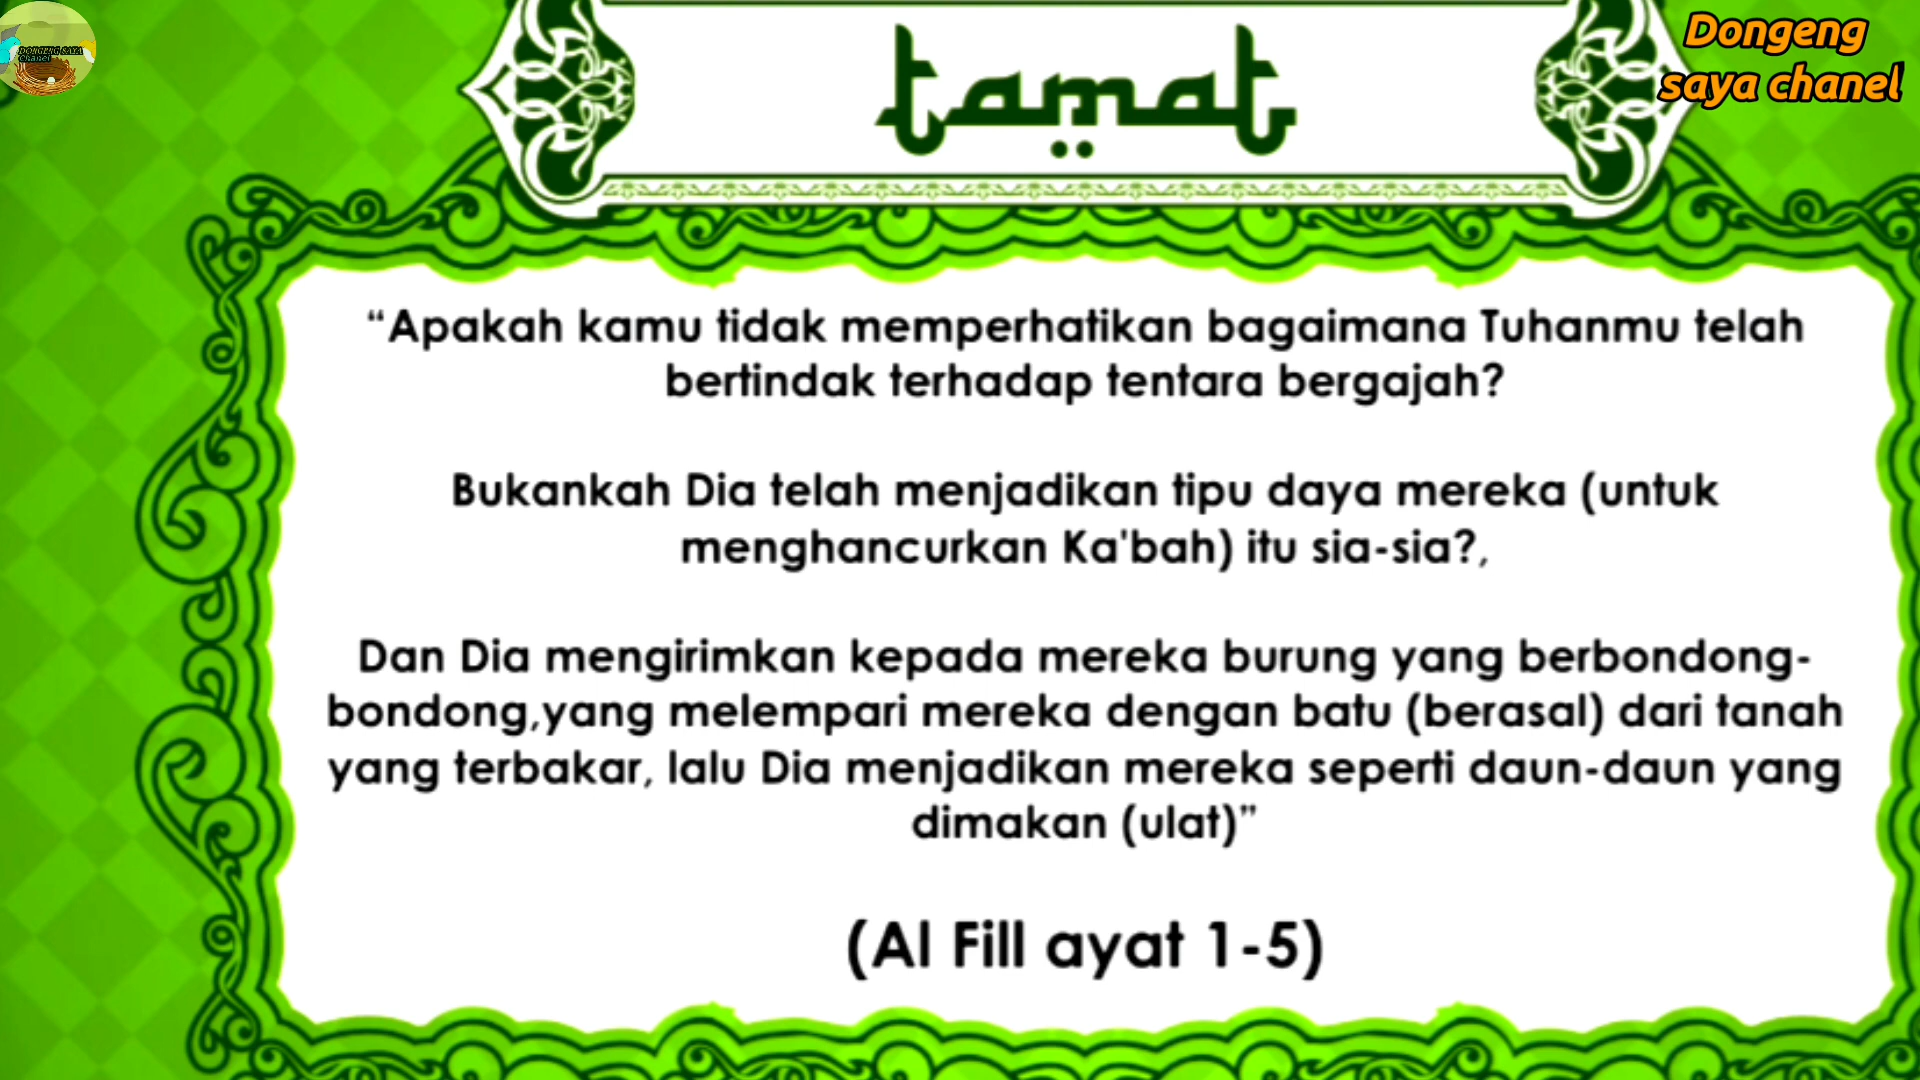 DONGENG SAYA
Chanel
tamat
Dongeng
saya chanel
“Apakah kamu tidak memperhatikan bagaimana Tuhanmu telah
bertindak terhadap tentara bergajah?
Bukankah Dia telah menjadikan tipu daya mereka (untuk
menghancurkan Ka'bah) itu sia-sia?,
Dan Dia mengirimkan kepada mereka burung yang berbondong-
bondong,yang melempari mereka dengan batu (berasal) dari tanah
yang terbakar, lalu Dia menjadikan mereka seperti daun-daun yang
dimakan (ulat)”
(Al Fill ayat 1-5)